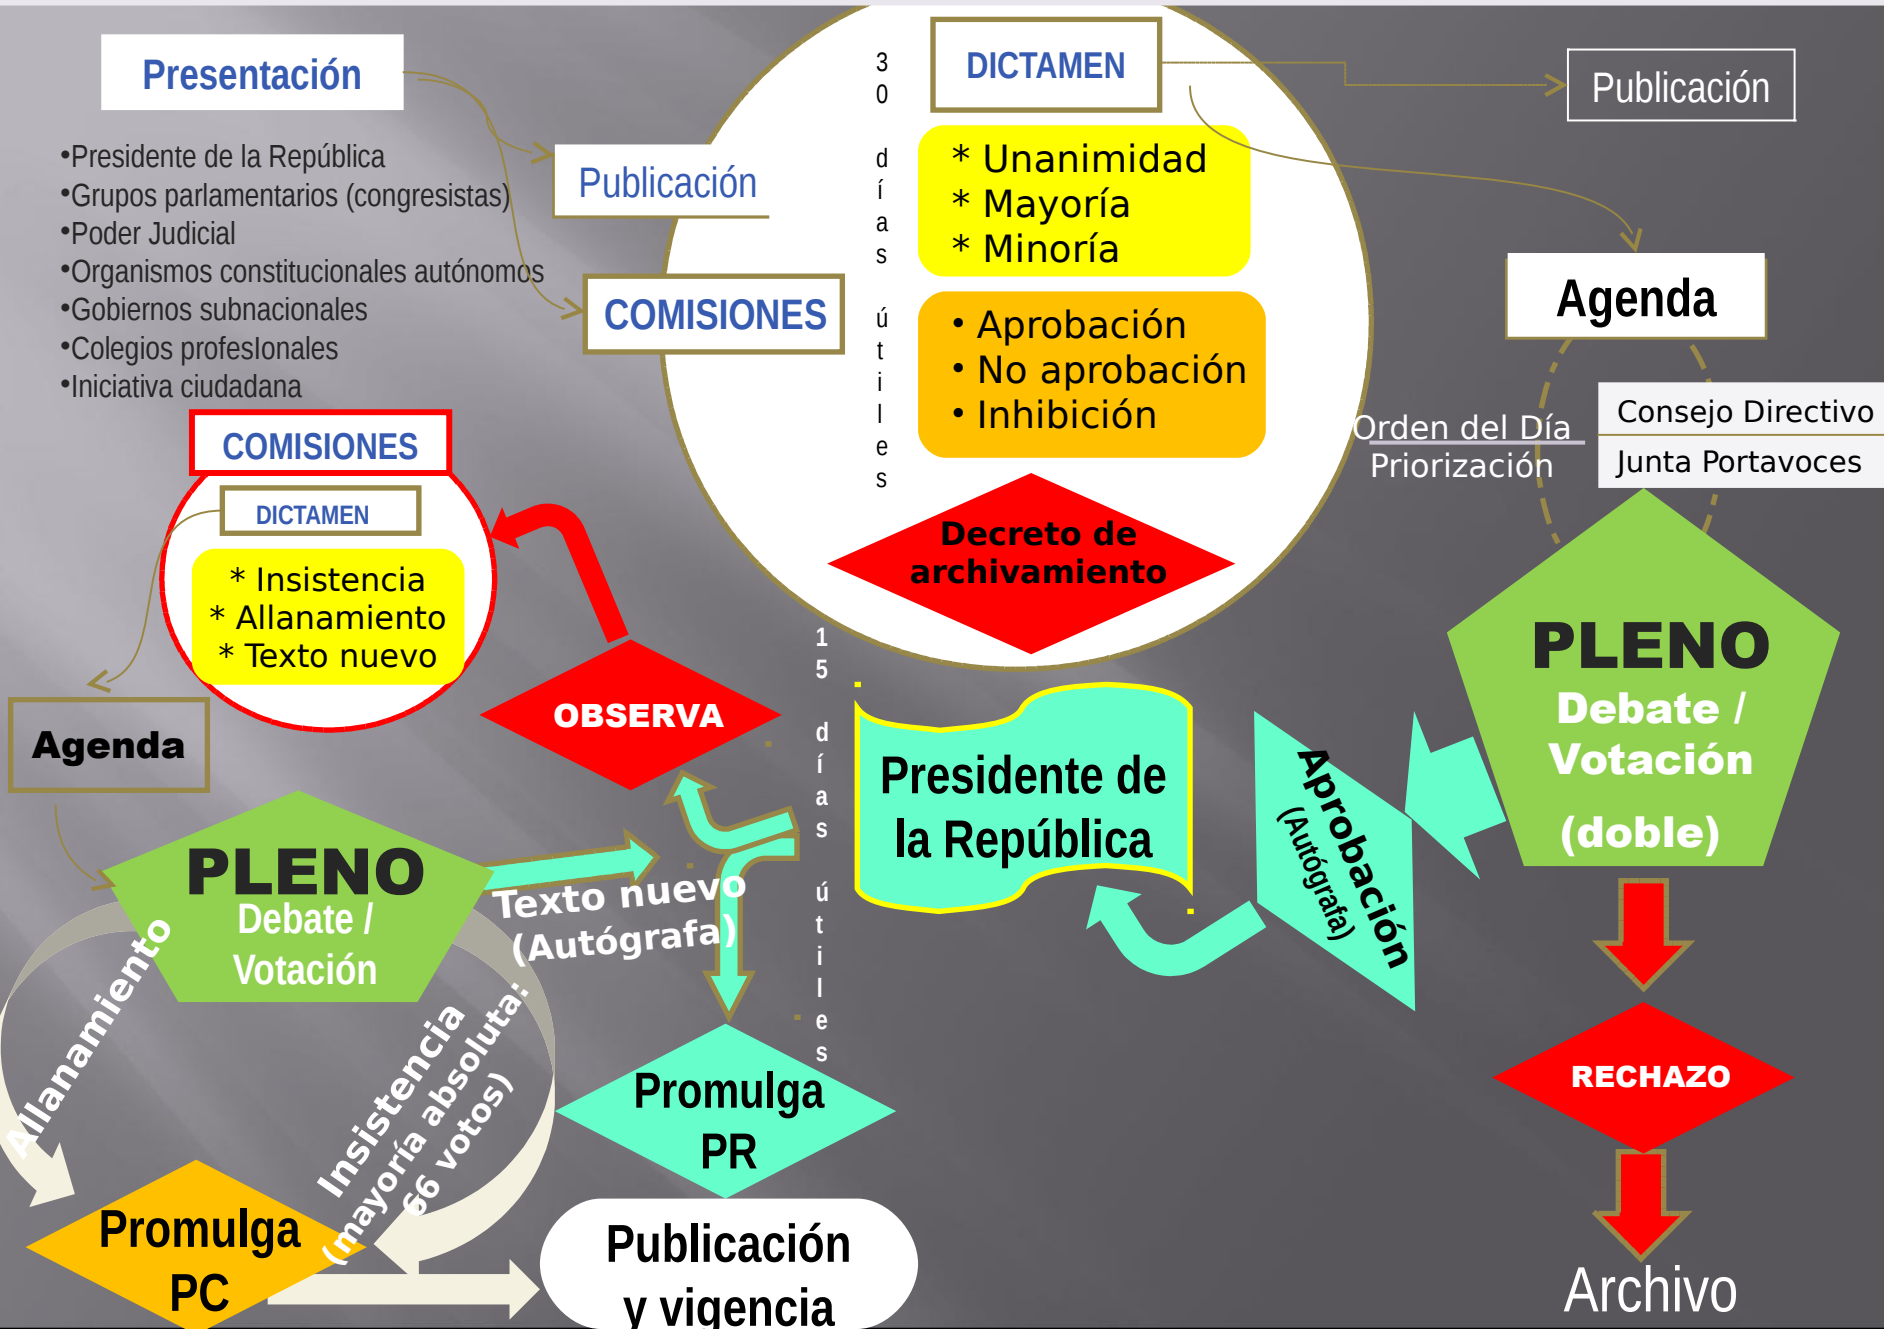 Presentación
•Presidente de la República
•Grupos parlamentarios (congresistas)
•Poder Judicial
•Organismos constitucionales autónomos
•Gobiernos subnacionales
•Colegios profesIonales
•Iniciativa ciudadana
Publicación
COMISIONES
30 días útiles
DICTAMEN
* Unanimidad
* Mayoría
* Minoría
• Aprobación
• No aprobación
• Inhibición
Decreto de
archivamiento
Publicación
Agenda
Orden del Día
Priorización
Consejo Directivo
Junta Portavoces
PLENO
Debate /
Votación
(doble)
RECHAZO
Archivo
Aprobación
(Autógrafa)
Presidente de
la República
15 días útiles
OBSERVA
COMISIONES
DICTAMEN
* Insistencia
* Allanamiento
* Texto nuevo
Agenda
PLENO
Debate /
Votación
Texto nuevo
(Autógrafa)
Allanamiento
Insistencia
(mayoría absoluta:
66 votos)
Promulga
PR
Promulga
PC
Publicación
y vigencia